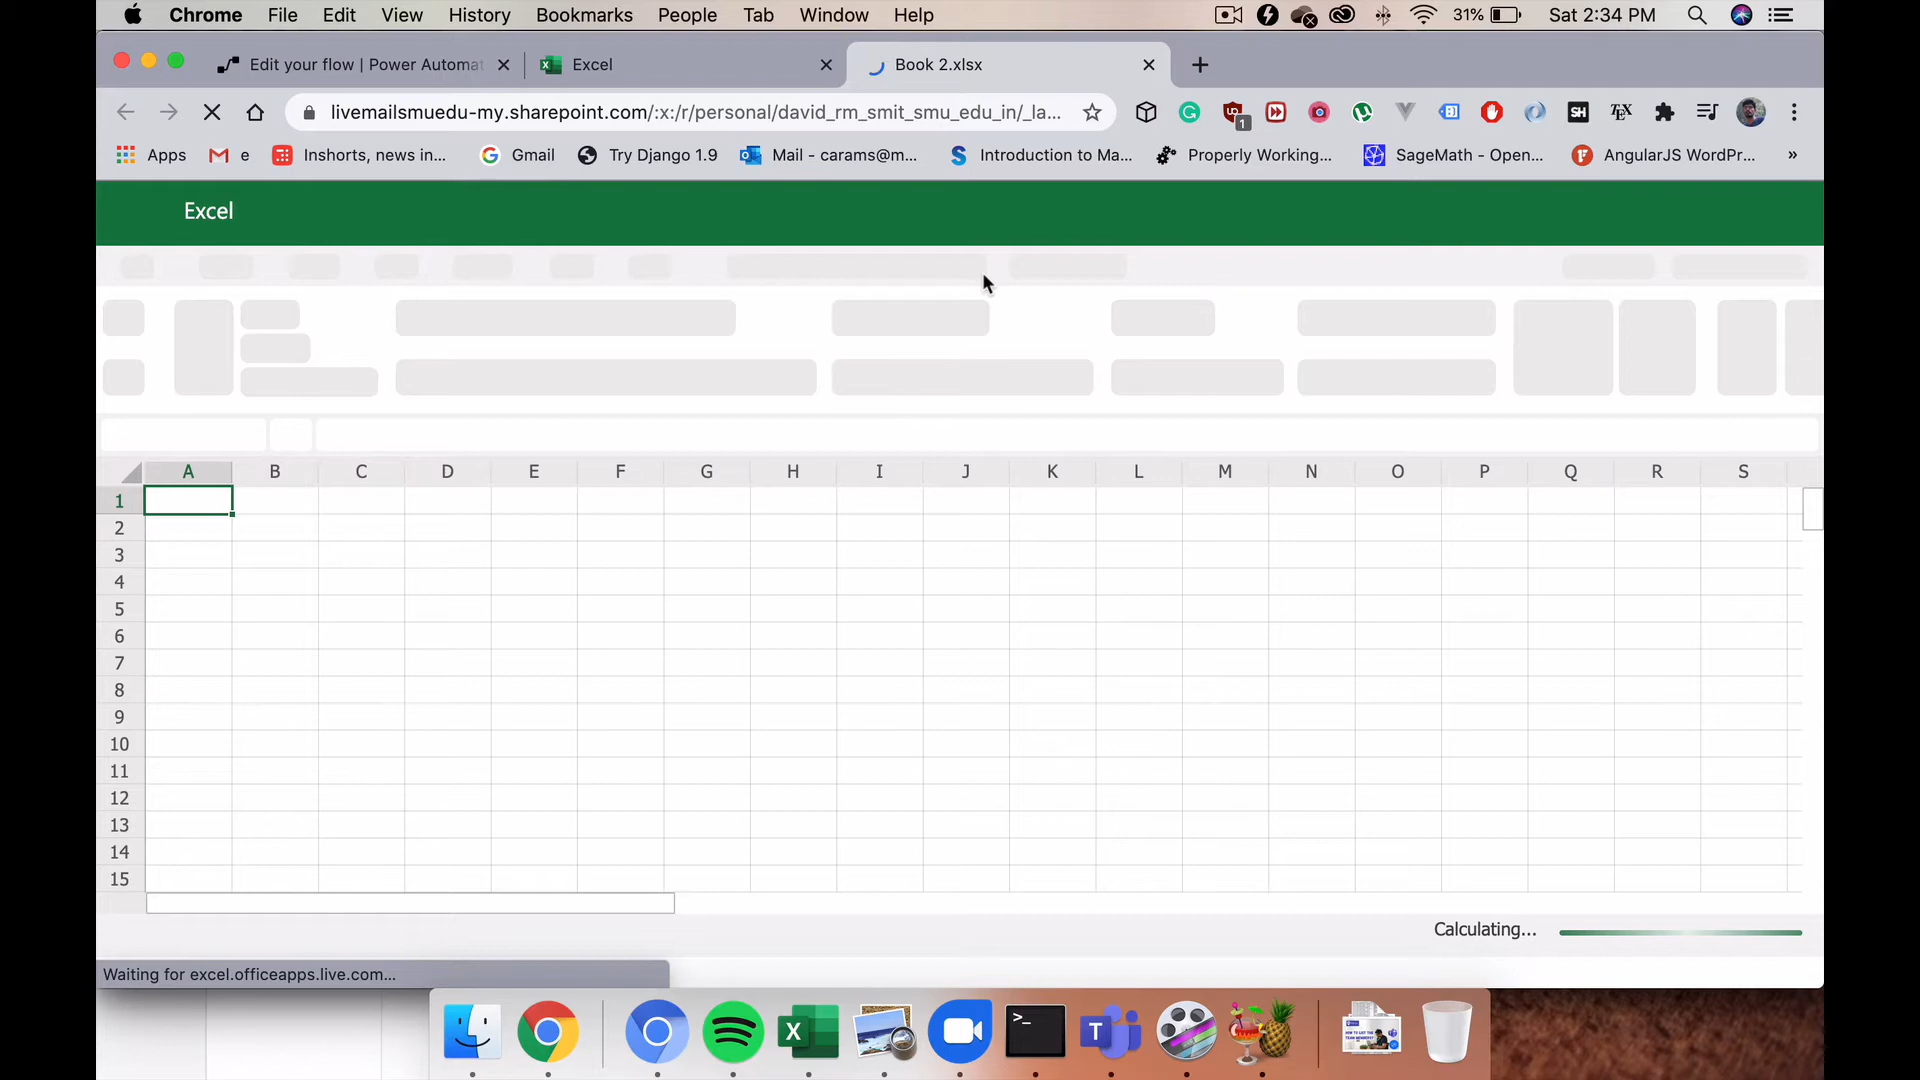 Chrome File Edit View History Bookmarks People Tab Window Help 31% Sat 2:34 PM
Edit your flow | Power Automat Excel Book 2.xlsx
livemailsmuedu-my.sharepoint.com/:x:/r/personal/david_rm_smit_smu_edu_in/_la...
Apps e Inshorts, news in... Gmail Try Django 1.9 Mail - carams@m... Introduction to Ma... Properly Working... SageMath - Open... AngularJS WordPr... »
Excel
A B C D E F G H I J K L M N O P Q R S
1
2
3
4
5
6
7
8
9
10
11
12
13
14
15
Calculating...
Waiting for excel.officeapps.live.com...